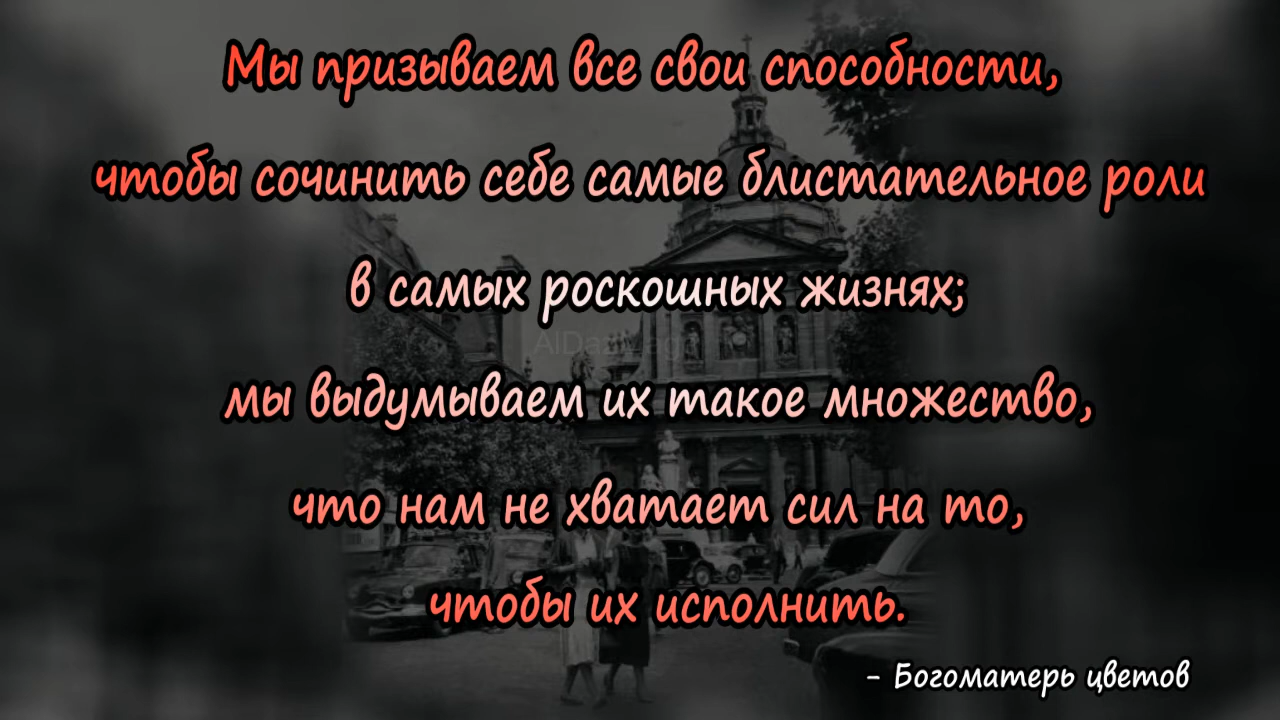 Мы призываем все свои способности,
чтобы сочинить себе самые блистательное роли
в самых роскошных жизнях;
мы выдумываем их такое множество,
что нам не хватает сил на то,
чтобы их исполнить.
- Богоматерь цветов